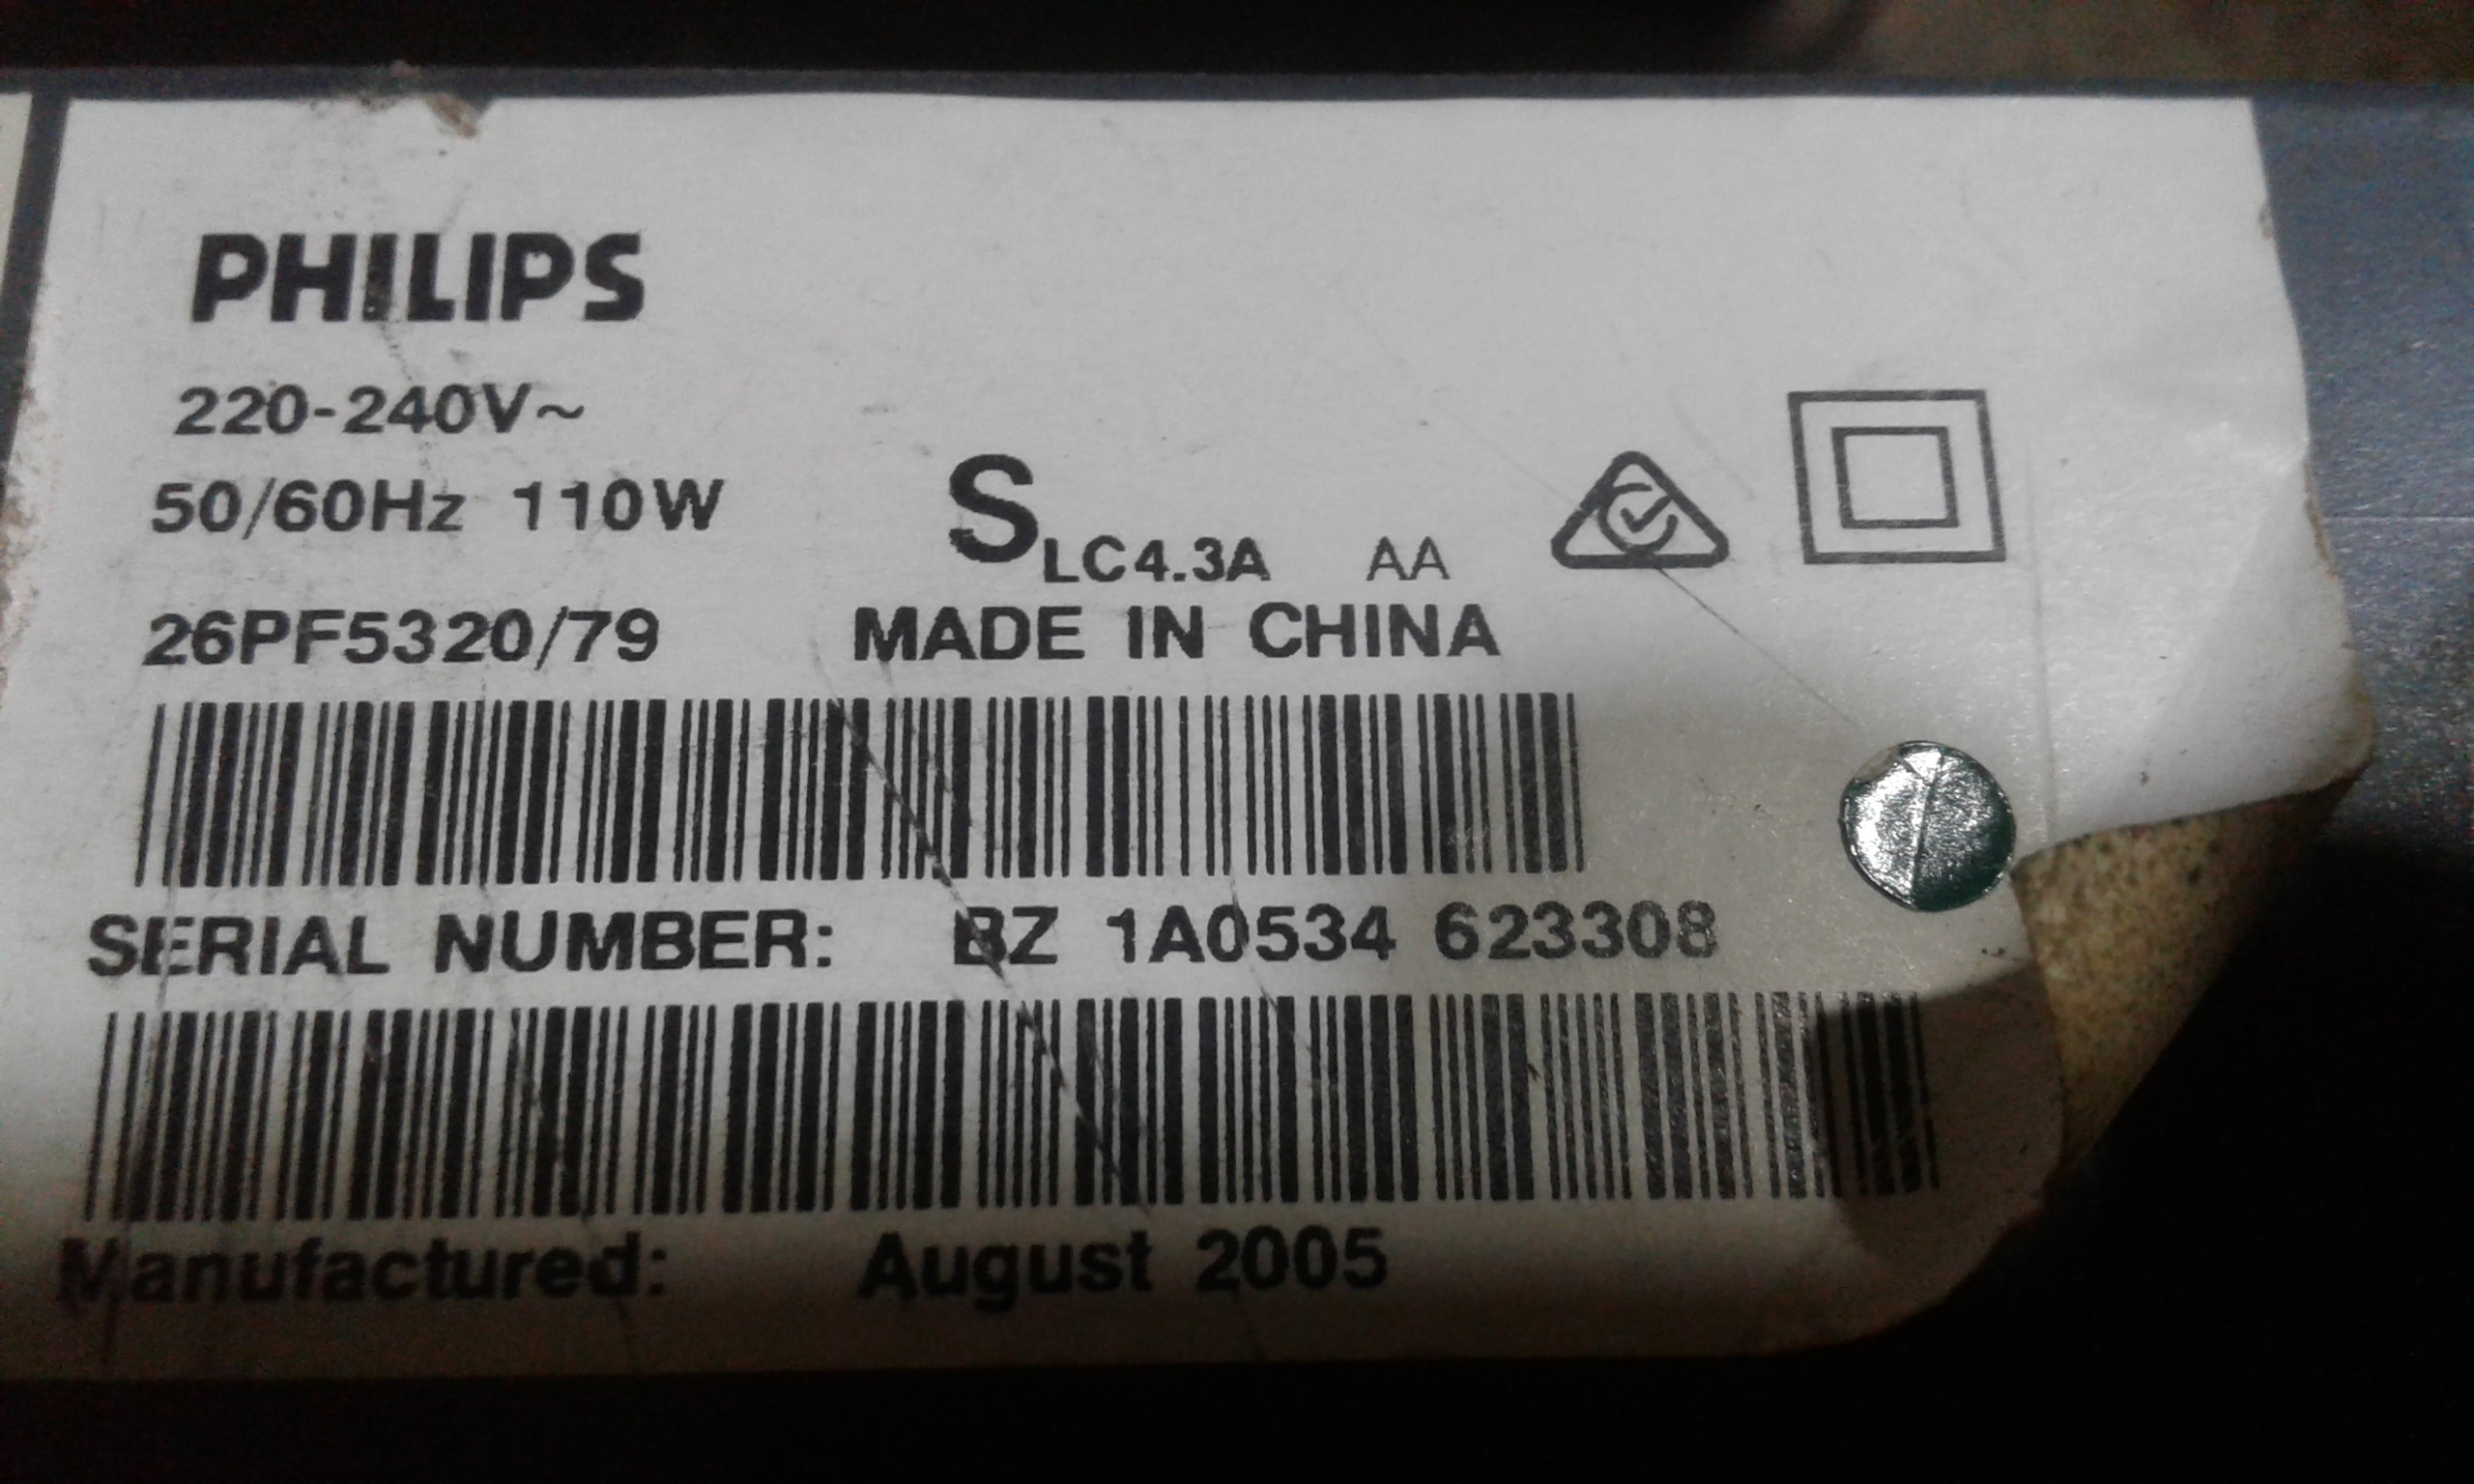 PHILIPS
220-240V~
50/60Hz 110W
SLC4.3A AA
26PF5320/79 MADE IN CHINA
SERIAL NUMBER: BZ 1A0534 623308
Manufactured: August 2005